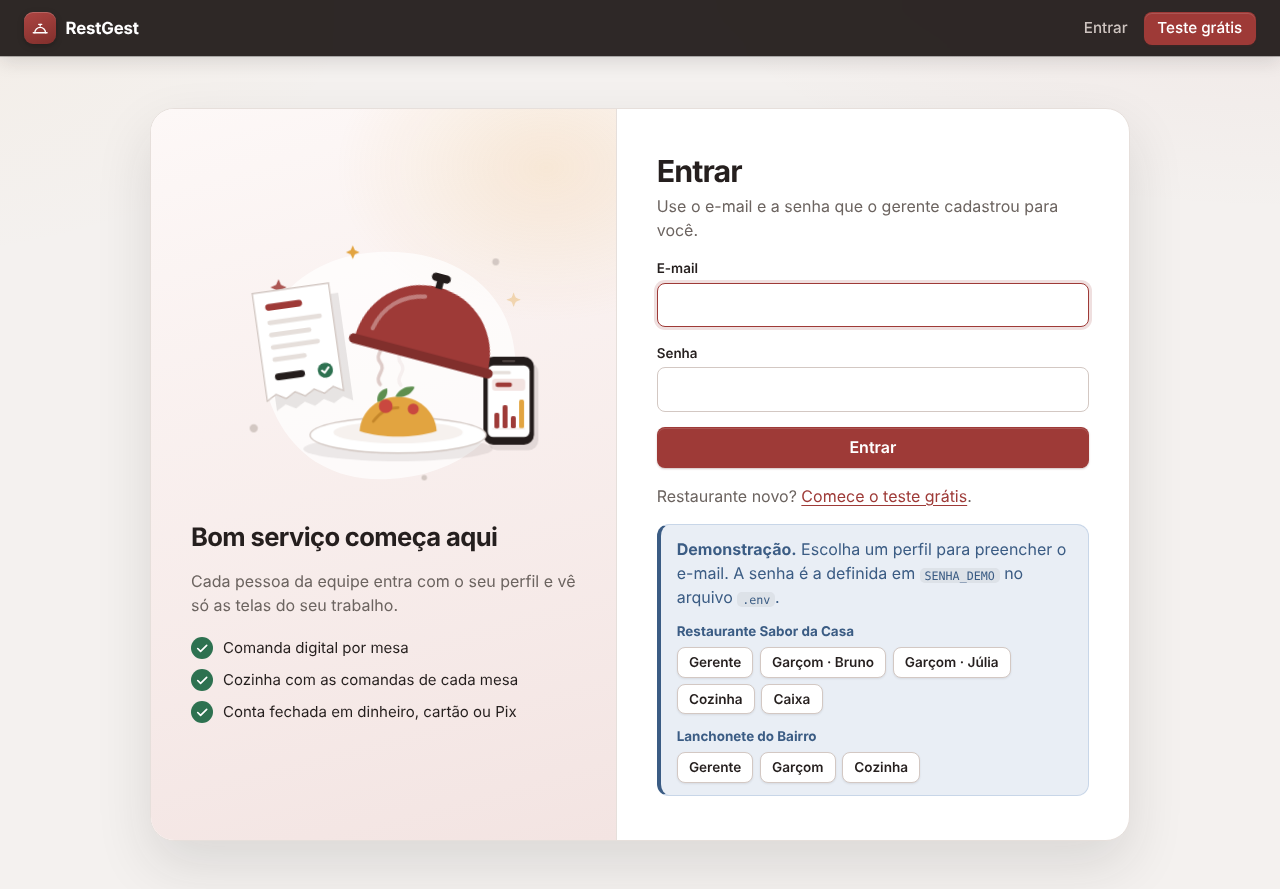 RestGest
Entrar
Teste grátis
Bom serviço começa aqui
Cada pessoa da equipe entra com o seu perfil e vê
só as telas do seu trabalho.
Comanda digital por mesa
Cozinha com as comandas de cada mesa
Conta fechada em dinheiro, cartão ou Pix
Entrar
Use o e-mail e a senha que o gerente cadastrou para
você.
E-mail
Senha
Entrar
Restaurante novo? Comece o teste grátis.
Demonstração. Escolha um perfil para preencher o
e-mail. A senha é a definida em SENHA_DEMO no
arquivo .env.
Restaurante Sabor da Casa
Gerente
Garçom · Bruno
Garçom · Júlia
Cozinha
Caixa
Lanchonete do Bairro
Gerente
Garçom
Cozinha